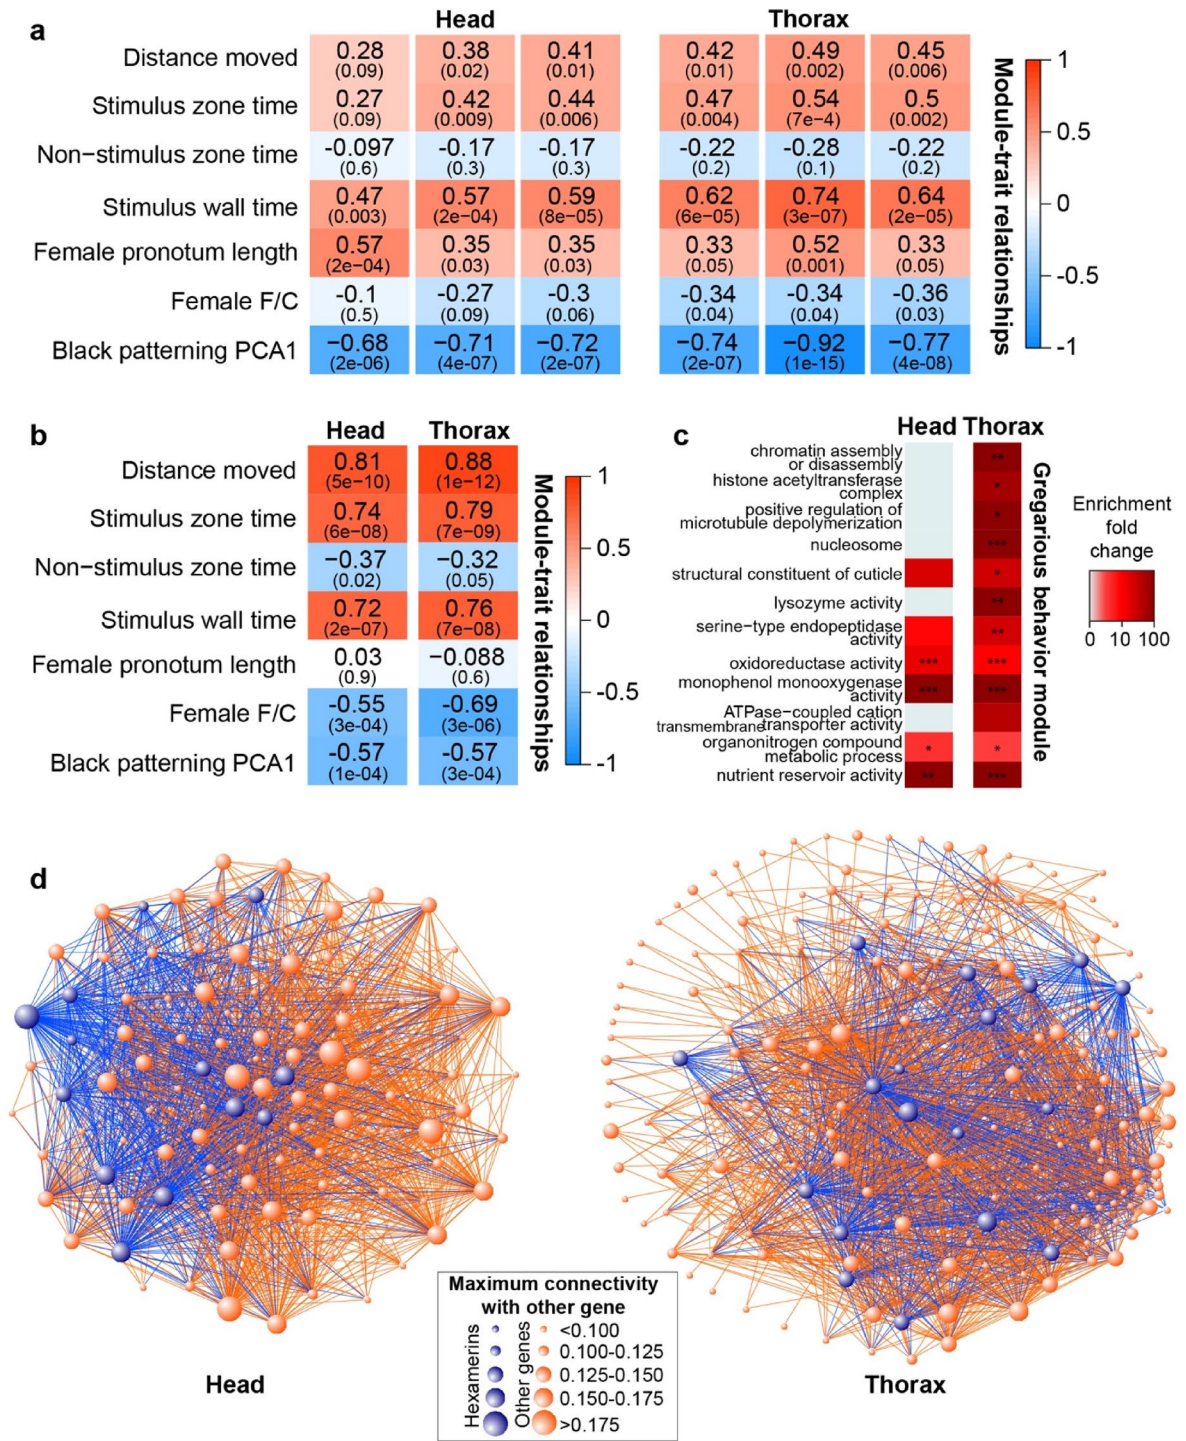 a
Head
Thorax
Distance moved
0.28 0.38 0.41 0.42 0.49 0.45
(0.09) (0.02) (0.01) (0.01) (0.002) (0.006)
Stimulus zone time
0.27 0.42 0.44 0.47 0.54 0.5
(0.09) (0.009) (0.006) (0.004) (7e-4) (0.002)
Non−stimulus zone time
-0.097 -0.17 -0.17 -0.22 -0.28 -0.22
(0.6) (0.3) (0.3) (0.2) (0.1) (0.2)
Stimulus wall time
0.47 0.57 0.59 0.62 0.74 0.64
(0.003) (2e−04) (8e−05) (6e−05) (3e−07) (2e−05)
Female pronotum length
0.57 0.35 0.35 0.33 0.52 0.33
(2e−04) (0.03) (0.03) (0.05) (0.001) (0.05)
Female F/C
-0.1 -0.27 -0.3 -0.34 -0.34 -0.36
(0.5) (0.09) (0.06) (0.04) (0.04) (0.03)
Black patterning PCA1
−0.68 −0.71 −0.72 −0.74 −0.92 −0.77
(2e−06) (4e−07) (2e−07) (2e−07) (1e−15) (4e−08)
Module-trait relationships
1
0.5
0
-0.5
-1
b
Head Thorax
Distance moved
0.81 0.88
(5e−10) (1e−12)
Stimulus zone time
0.74 0.79
(6e−08) (7e−09)
Non−stimulus zone time
−0.37 −0.32
(0.02) (0.05)
Stimulus wall time
0.72 0.76
(2e−07) (7e−08)
Female pronotum length
0.03 −0.088
(0.9) (0.6)
Female F/C
-0.55 -0.69
(3e−04) (3e−06)
Black patterning PCA1
-0.57 -0.57
(1e−04) (3e−04)
Module-trait relationships
1
0.5
0
-0.5
-1
c
Head Thorax
chromatin assembly
or disassembly
**
histone acetyltransferase
complex
*
positive regulation of
microtubule depolymerization
*
nucleosome
***
structural constituent of cuticle
*
lysozyme activity
**
serine−type endopeptidase
activity
**
oxidoreductase activity
*** ***
monophenol monooxygenase
activity
*** ***
ATPase−coupled cation
transmembrane transporter activity
organonitrogen compound
metabolic process
* *
nutrient reservoir activity
** ***
Gregarious behavior module
Enrichment
fold
change
0 10 100
d
Maximum connectivity
with other gene
Hexamerins
Other genes
<0.100
0.100-0.125
0.125-0.150
0.150-0.175
>0.175
Head
Thorax